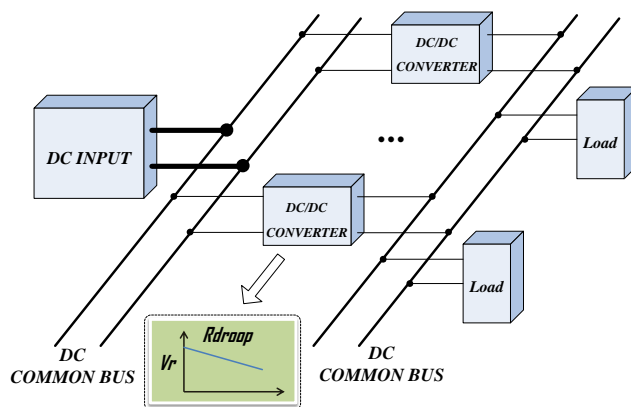 DC/DC
CONVERTER
DC INPUT
...
Load
DC/DC
CONVERTER
Load
Rdroop
Vr
DC
COMMON BUS
DC
COMMON BUS